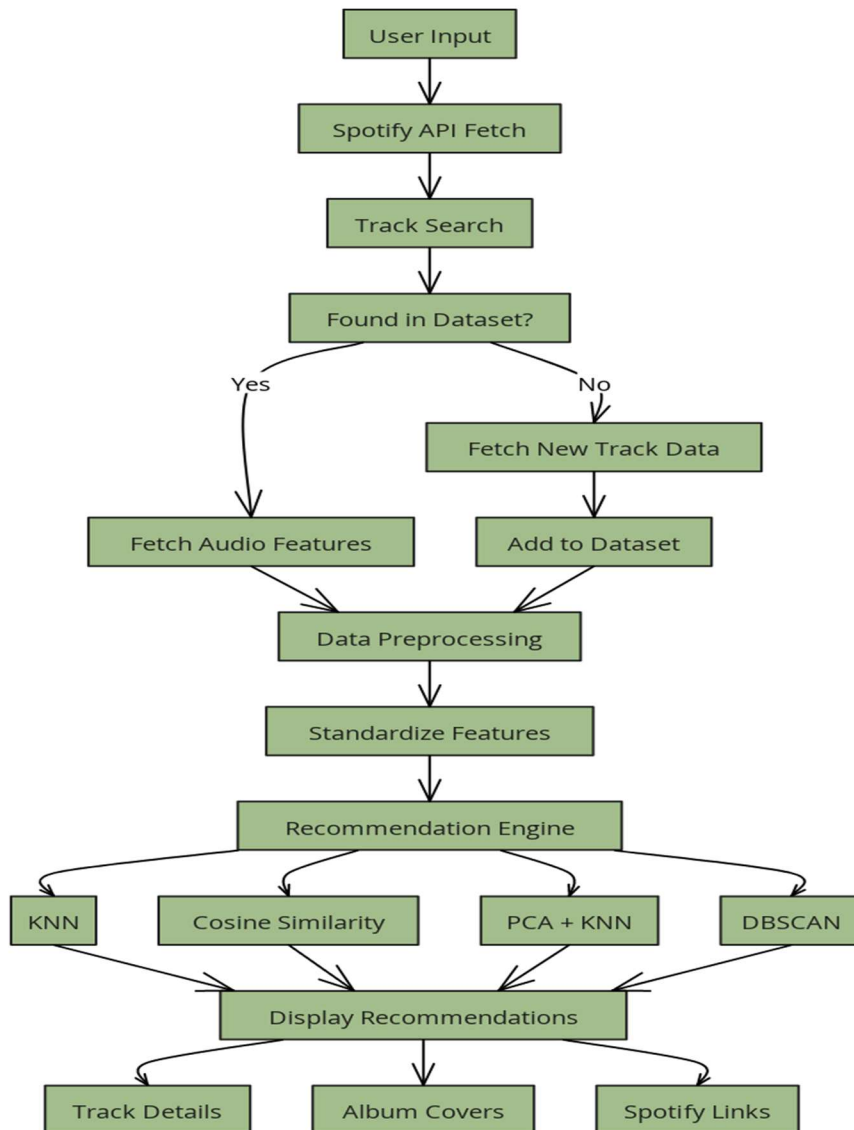 User Input
Spotify API Fetch
Track Search
Found in Dataset?
Yes
No
Fetch New Track Data
Fetch Audio Features
Add to Dataset
Data Preprocessing
Standardize Features
Recommendation Engine
KNN
Cosine Similarity
PCA + KNN
DBSCAN
Display Recommendations
Track Details
Album Covers
Spotify Links